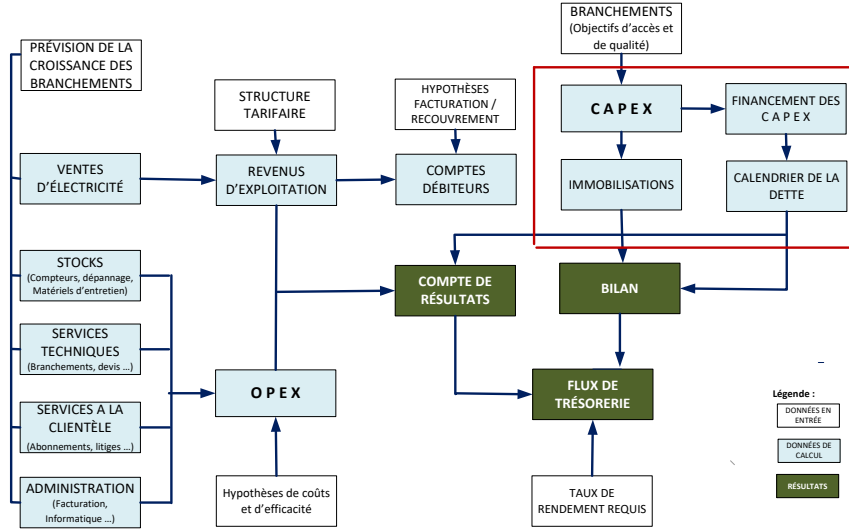 BRANCHEMENTS
(Objectifs d'accès et
de qualité)
PRÉVISION DE LA
CROISSANCE DES
BRANCHEMENTS
STRUCTURE
TARIFAIRE
HYPOTHÈSES
FACTURATION /
RECOUVREMENT
C A P E X
FINANCEMENT DES
C A P E X
VENTES
D'ÉLECTRICITÉ
REVENUS
D'EXPLOITATION
COMPTES
DÉBITEURS
IMMOBILISATIONS
CALENDRIER DE LA
DETTE
STOCKS
(Compteurs, dépannage,
Matériels d'entretien)
COMPTE DE
RÉSULTATS
BILAN
SERVICES
TECHNIQUES
(Branchements, devis …)
O P E X
FLUX DE
TRÉSORERIE
SERVICES A LA
CLIENTÈLE
(Abonnements, litiges …)
ADMINISTRATION
(Facturation,
Informatique …)
Hypothèses de coûts
et d'efficacité
TAUX DE
RENDEMENT REQUIS
Légende :
DONNÉES EN
ENTRÉE
DONNÉES DE
CALCUL
RÉSULTATS